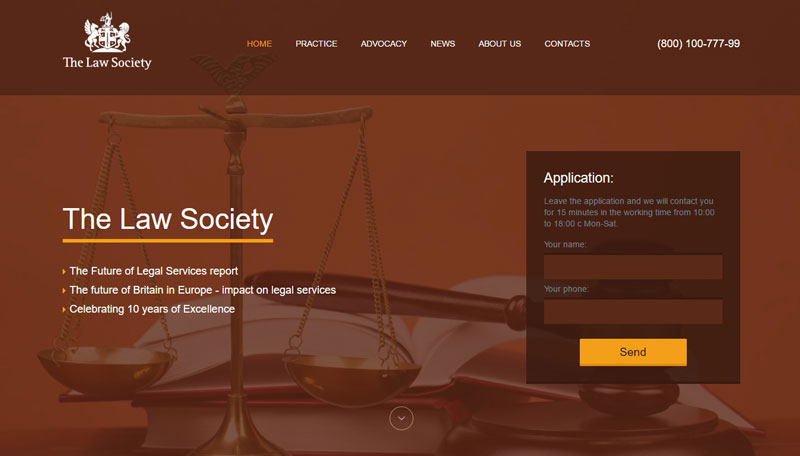 The Law Society
HOME PRACTICE ADVOCACY NEWS ABOUT US CONTACTS
(800) 100-777-99
The Law Society
The Future of Legal Services report
The future of Britain in Europe - impact on legal services
Celebrating 10 years of Excellence
Application:
Leave the application and we will contact you
for 15 minutes in the working time from 10:00
to 18:00 c Mon-Sat.
Your name:
Your phone:
Send